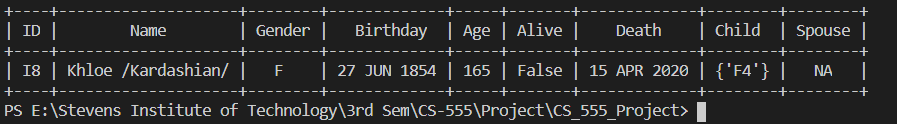 +----+-------------------+--------+-------------+-----+-------+-------------+--------+--------+
| ID |        Name       | Gender |   Birthday  | Age | Alive |    Death    | Child  | Spouse |
+----+-------------------+--------+-------------+-----+-------+-------------+--------+--------+
| I8 | Khloe /Kardashian/ |   F    | 27 JUN 1854 | 165 | False | 15 APR 2020 | {'F4'} |   NA   |
+----+-------------------+--------+-------------+-----+-------+-------------+--------+--------+
PS E:\Stevens Institute of Technology\3rd Sem\CS-555\Project\CS_555_Project>